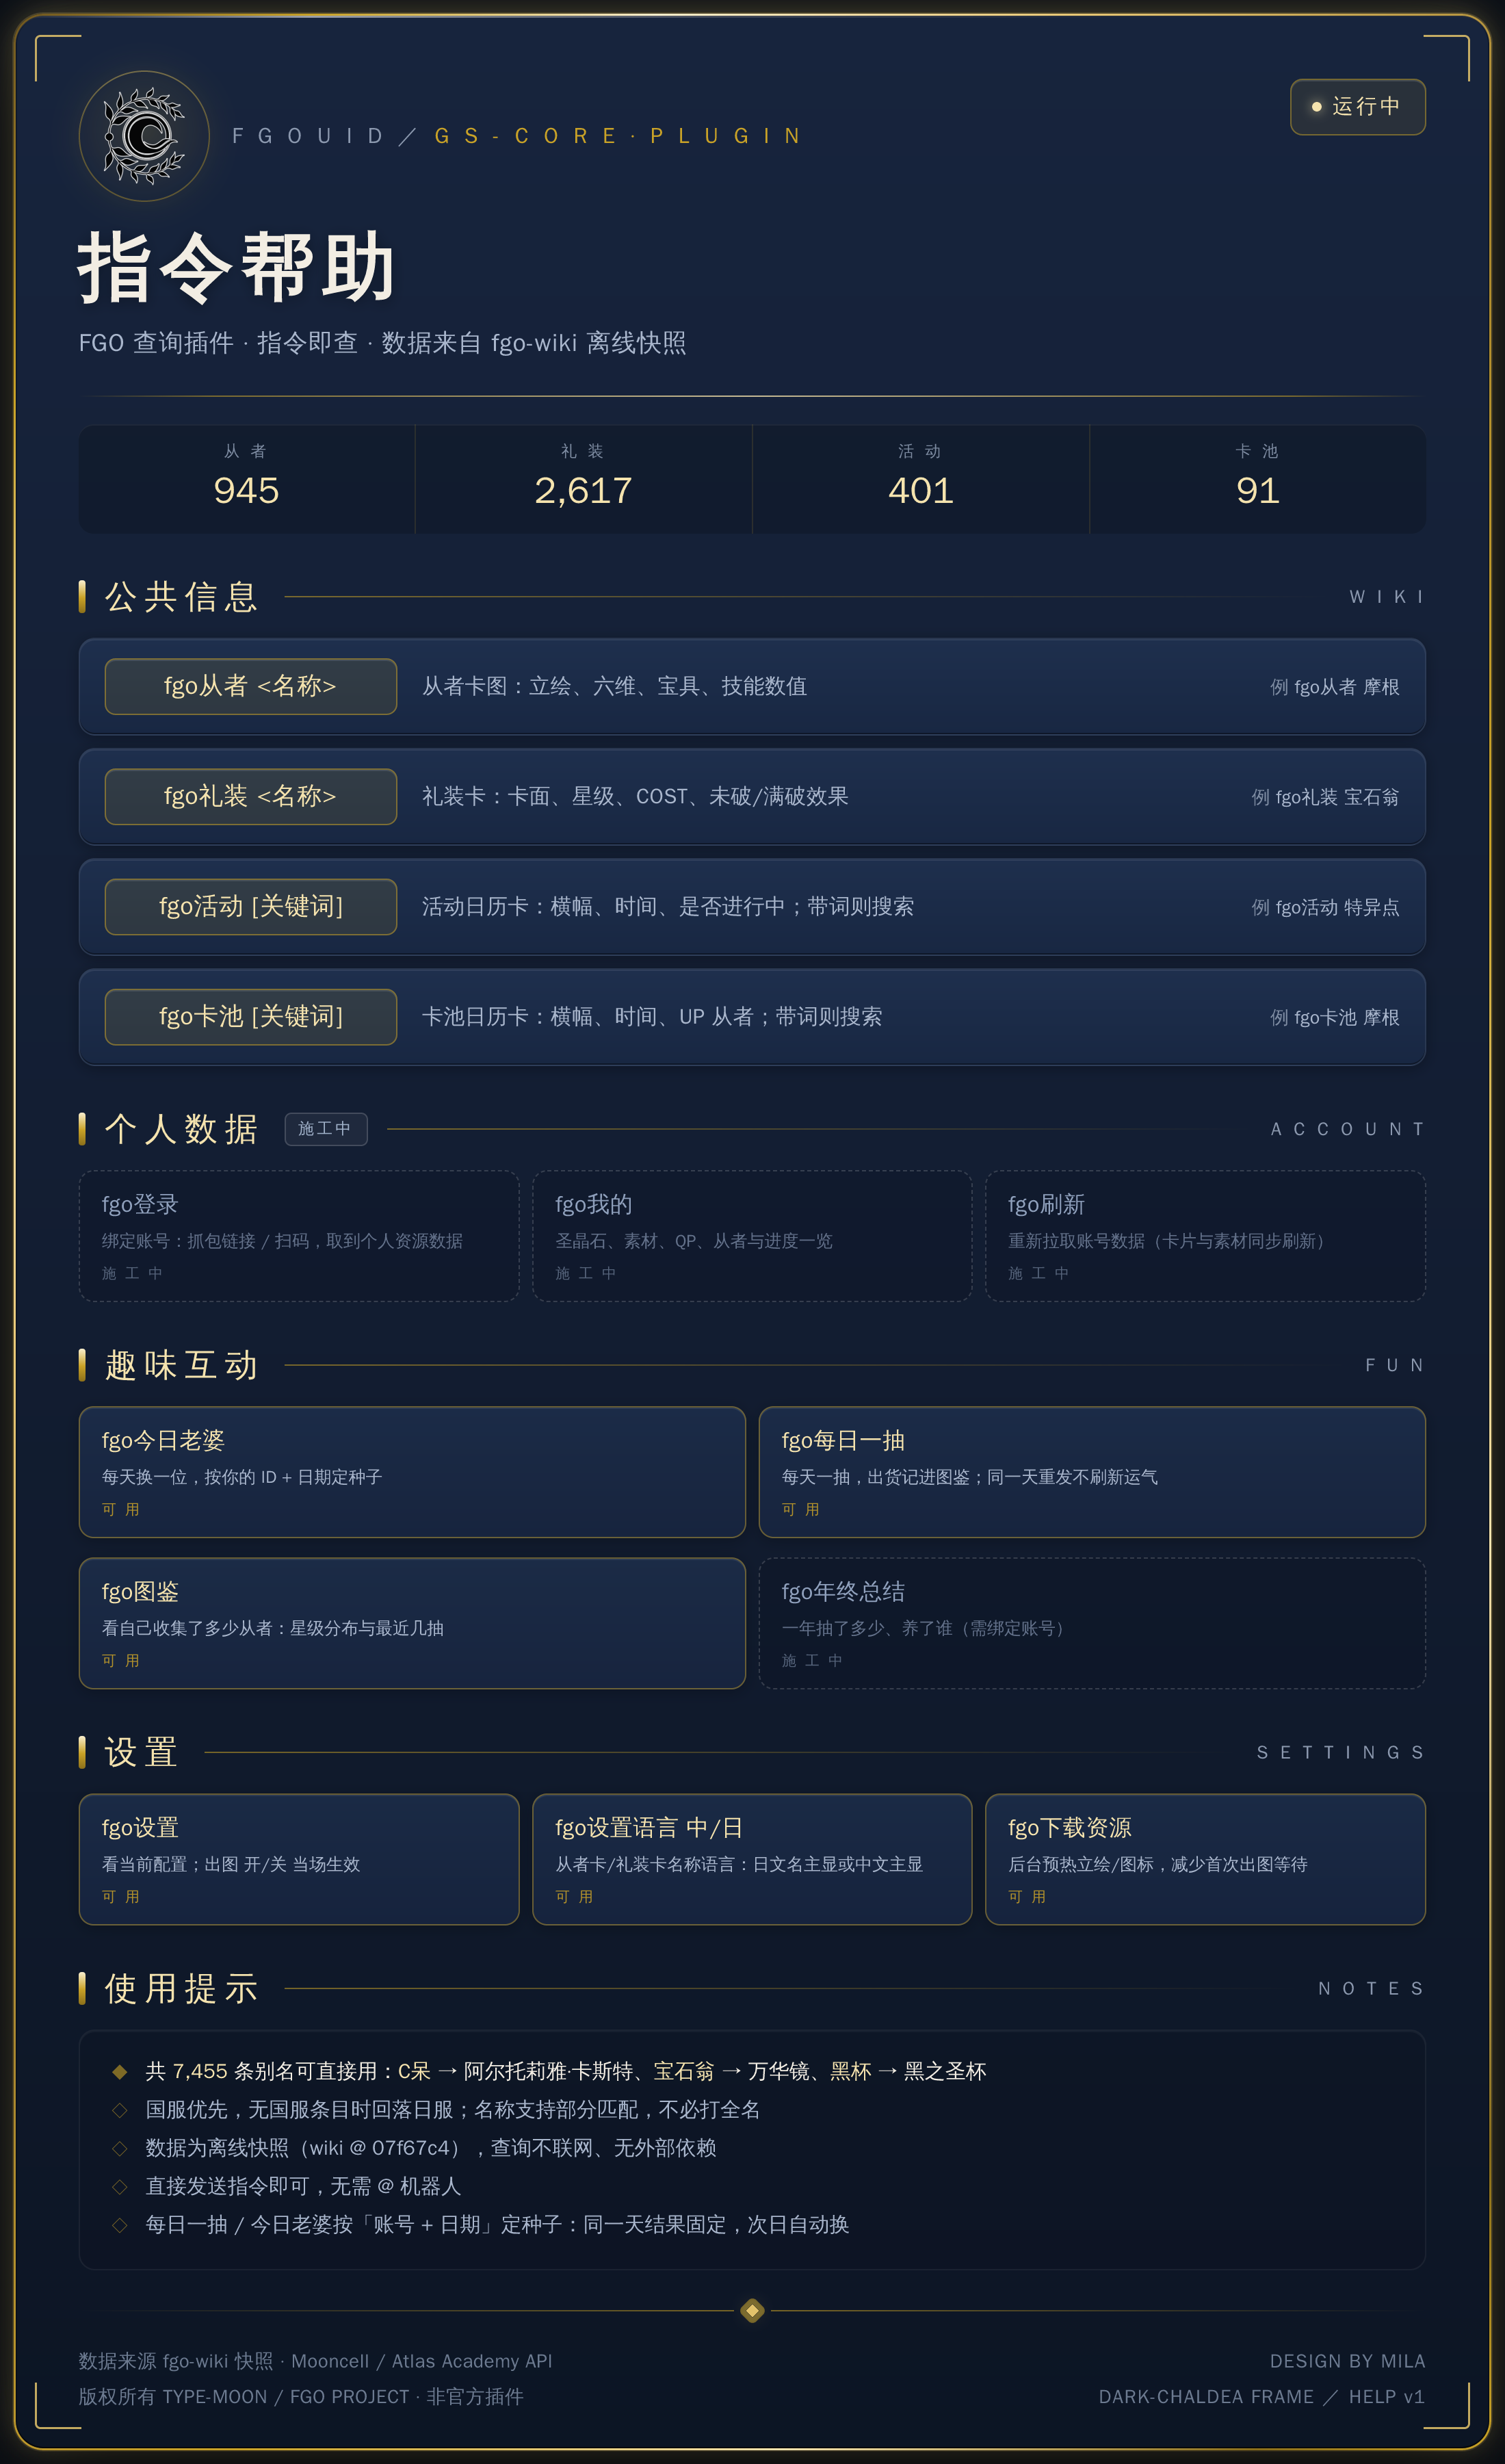 FGOUID／GS-CORE·PLUGIN
运行中
指令帮助
FGO 查询插件 · 指令即查 · 数据来自 fgo-wiki 离线快照
从者 礼装 活动 卡池
945 2,617 401 91
公共信息 WIKI
fgo从者 <名称> 从者卡图：立绘、六维、宝具、技能数值 例 fgo从者 摩根
fgo礼装 <名称> 礼装卡：卡面、星级、COST、未破/满破效果 例 fgo礼装 宝石翁
fgo活动 [关键词] 活动日历卡：横幅、时间、是否进行中；带词则搜索 例 fgo活动 特异点
fgo卡池 [关键词] 卡池日历卡：横幅、时间、UP 从者；带词则搜索 例 fgo卡池 摩根
个人数据 施工中 ACCOUNT
fgo登录
绑定账号：抓包链接 / 扫码，取到个人资源数据
施工中
fgo我的
圣晶石、素材、QP、从者与进度一览
施工中
fgo刷新
重新拉取账号数据（卡片与素材同步刷新）
施工中
趣味互动 FUN
fgo今日老婆
每天换一位，按你的 ID + 日期定种子
可用
fgo每日一抽
每天一抽，出货记进图鉴；同一天重发不刷新运气
可用
fgo图鉴
看自己收集了多少从者：星级分布与最近几抽
可用
fgo年终总结
一年抽了多少、养了谁（需绑定账号）
施工中
设置 SETTINGS
fgo设置
看当前配置；出图 开/关 当场生效
可用
fgo设置语言 中/日
从者卡/礼装卡名称语言：日文名主显或中文主显
可用
fgo下载资源
后台预热立绘/图标，减少首次出图等待
可用
使用提示 NOTES
共 7,455 条别名可直接用：C呆 → 阿尔托莉雅·卡斯特、宝石翁 → 万华镜、黑杯 → 黑之圣杯
国服优先，无国服条目时回落日服；名称支持部分匹配，不必打全名
数据为离线快照（wiki @ 07f67c4），查询不联网、无外部依赖
直接发送指令即可，无需 @ 机器人
每日一抽 / 今日老婆按「账号 + 日期」定种子：同一天结果固定，次日自动换
数据来源 fgo-wiki 快照 · Mooncell / Atlas Academy API
版权所有 TYPE-MOON / FGO PROJECT · 非官方插件
DESIGN BY MILA
DARK-CHALDEA FRAME ／ HELP v1